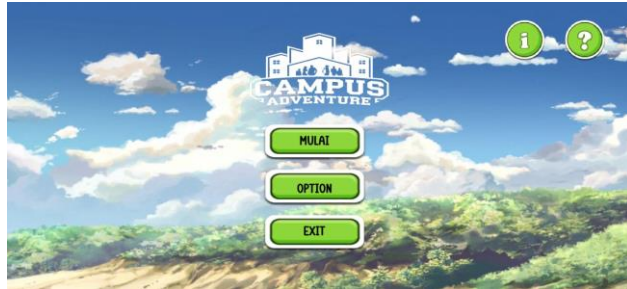 i ?
CAMPUS
ADVENTURE
MULAI
OPTION
EXIT